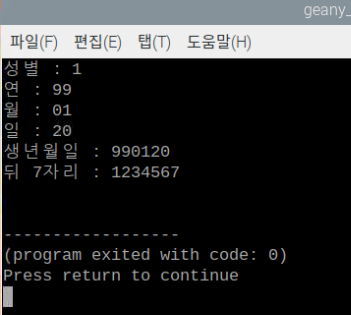 geany_
파일(F) 편집(E) 탭(T) 도움말(H)
성별 : 1
연 : 99
월 : 01
일 : 20
생년월일 : 990120
뒤 7자리 : 1234567
------------------
(program exited with code: 0)
Press return to continue